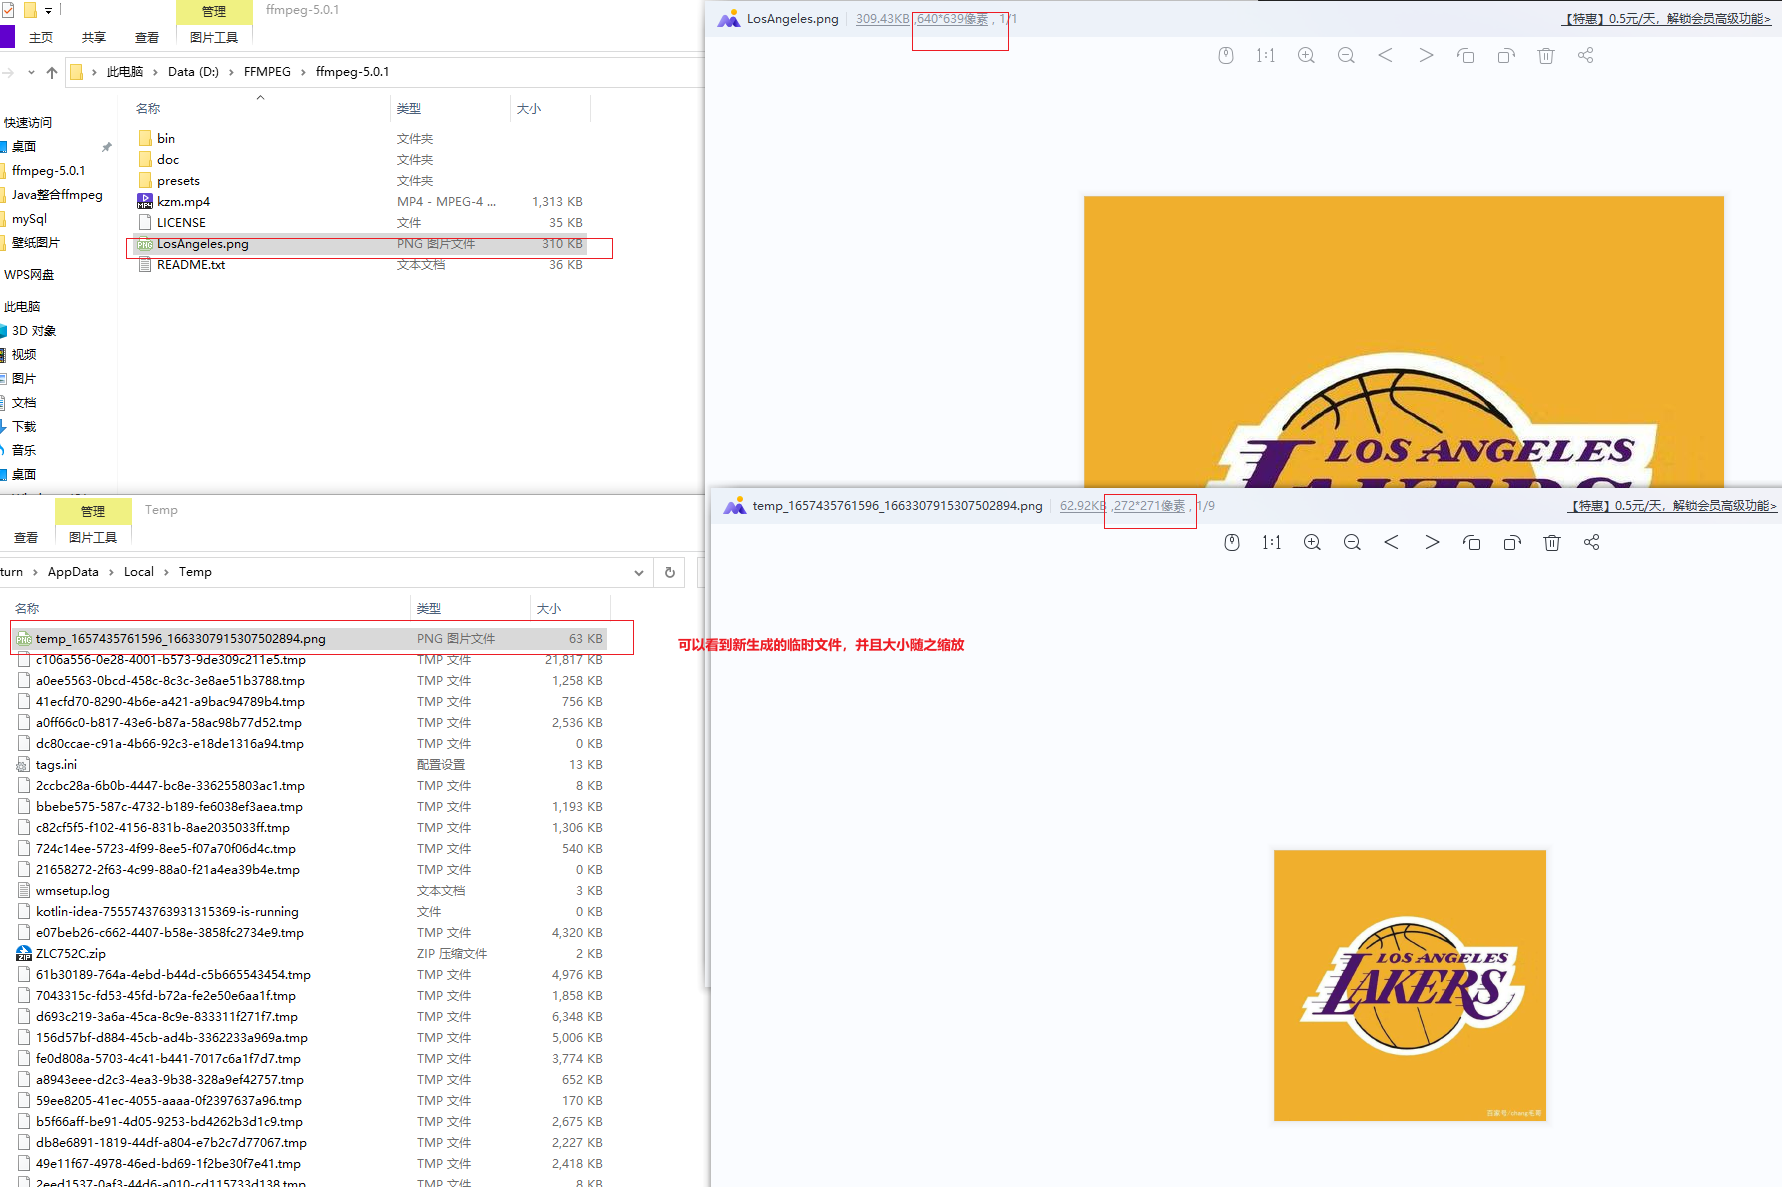 管理
ffmpeg-5.0.1
主页
共享
查看
图片工具
此电脑 › Data (D:) › FFMPEG › ffmpeg-5.0.1
名称
类型
大小
快速访问
桌面
ffmpeg-5.0.1
Java整合ffmpeg
mySql
壁纸图片
WPS网盘
此电脑
3D 对象
视频
图片
文档
下载
音乐
桌面
bin 文件夹
doc 文件夹
presets 文件夹
kzm.mp4 MP4 - MPEG-4 ... 1,313 KB
LICENSE 文件 35 KB
LosAngeles.png PNG 图片文件 310 KB
README.txt 文本文档 36 KB
LosAngeles.png
309.43KB ,640*639像素 , 1/1
【特惠】0.5元/天，解锁会员高级功能>
1:1
LOS ANGELES
LAKERS
管理
Temp
查看
图片工具
turn › AppData › Local › Temp
名称
类型
大小
temp_1657435761596_1663307915307502894.png PNG 图片文件 63 KB
c106a556-0e28-4001-b573-9de309c211e5.tmp TMP 文件 21,817 KB
a0ee5563-0bcd-458c-8c3c-3e8ae51b3788.tmp TMP 文件 1,258 KB
41ecfd70-8290-4b6e-a421-a9bac94789b4.tmp TMP 文件 756 KB
a0ff66c0-b817-43e6-b87a-58ac98b77d52.tmp TMP 文件 2,536 KB
dc80ccae-c91a-4b66-92c3-e18de1316a94.tmp TMP 文件 0 KB
tags.ini 配置设置 13 KB
2ccbc28a-6b0b-4447-bc8e-336255803ac1.tmp TMP 文件 8 KB
bbebe575-587c-4732-b189-fe6038ef3aea.tmp TMP 文件 1,193 KB
c82cf5f5-f102-4156-831b-8ae2035033ff.tmp TMP 文件 1,306 KB
724c14ee-5723-4f99-8ee5-f07a70f06d4c.tmp TMP 文件 540 KB
21658272-2f63-4c99-88a0-f21a4ea39b4e.tmp TMP 文件 0 KB
wmsetup.log 文本文档 3 KB
kotlin-idea-7555743763931315369-is-running 文件 0 KB
e07beb26-c662-4407-b58e-3858fc2734e9.tmp TMP 文件 4,320 KB
ZLC752C.zip ZIP 压缩文件 2 KB
61b30189-764a-4ebd-b44d-c5b665543454.tmp TMP 文件 4,976 KB
7043315c-fd53-45fd-b72a-fe2e50e6aa1f.tmp TMP 文件 1,858 KB
d693c219-3a6a-45ca-8c9e-833311f271f7.tmp TMP 文件 6,348 KB
156d57bf-d884-45cb-ad4b-3362233a969a.tmp TMP 文件 5,006 KB
fe0d808a-5703-4c41-b441-7017c6a1f7d7.tmp TMP 文件 3,774 KB
a8943eee-d2c3-4ea3-9b38-328a9ef42757.tmp TMP 文件 652 KB
59ee8205-41ec-4055-aaaa-0f2397637a96.tmp TMP 文件 170 KB
b5f66aff-be91-4d05-9253-bd4262b3d1c9.tmp TMP 文件 2,675 KB
db8e6891-1819-44df-a804-e7b2c7d77067.tmp TMP 文件 2,227 KB
49e11f67-4978-46ed-bd69-1f2be30f7e41.tmp TMP 文件 2,418 KB
2eed1537-0af3-44d6-a010-cd115733d138.tmp TMP 文件 8 KB
temp_1657435761596_1663307915307502894.png
62.92KB ,272*271像素 , 1/9
【特惠】0.5元/天，解锁会员高级功能>
1:1
可以看到新生成的临时文件，并且大小随之缩放
LOS ANGELES
LAKERS